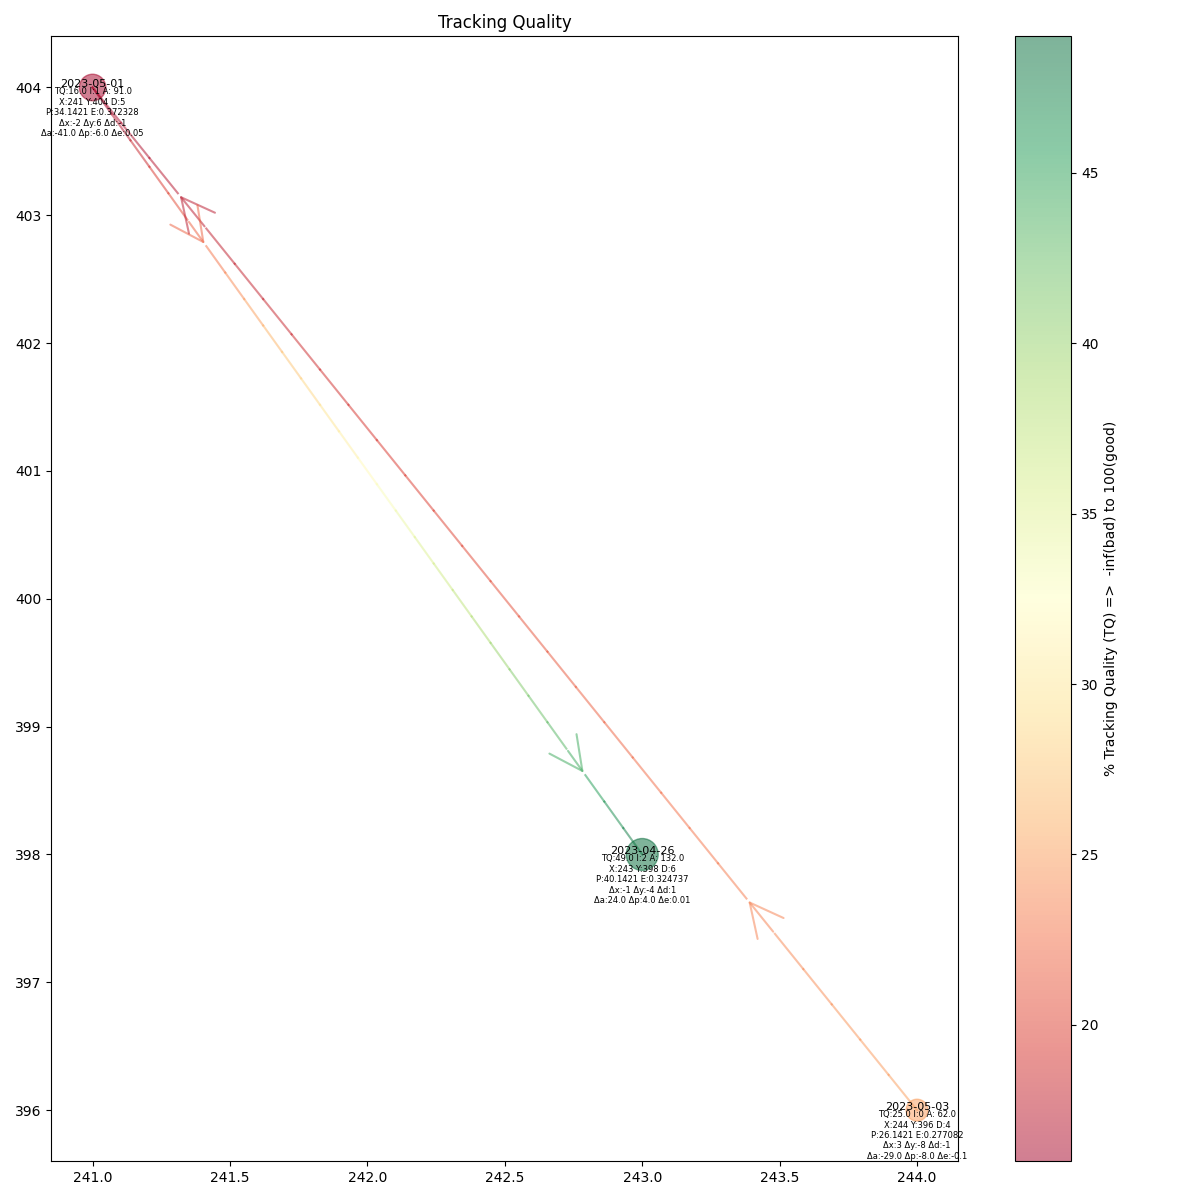 Tracking Quality
404
403
402
401
400
399
398
397
396
241.0
241.5
242.0
242.5
243.0
243.5
244.0
2023-05-01
TQ:16.0 I:1 A: 91.0
X:241 Y:404 D:5
P:34.1421 E:0.372328
Δx:-2 Δy:6 Δd:-1
Δa:-41.0 Δp:-6.0 Δe:0.05
2023-04-26
TQ:49.0 I:2 A: 132.0
X:243 Y:398 D:6
P:40.1421 E:0.324737
Δx:-1 Δy:-4 Δd:1
Δa:24.0 Δp:4.0 Δe:0.01
2023-05-03
TQ:25.0 I:0 A: 62.0
X:244 Y:396 D:4
P:26.1421 E:0.277082
Δx:3 Δy:-8 Δd:-1
Δa:-29.0 Δp:-8.0 Δe:-0.1
45
40
35
30
25
20
% Tracking Quality (TQ) =>  -inf(bad) to 100(good)